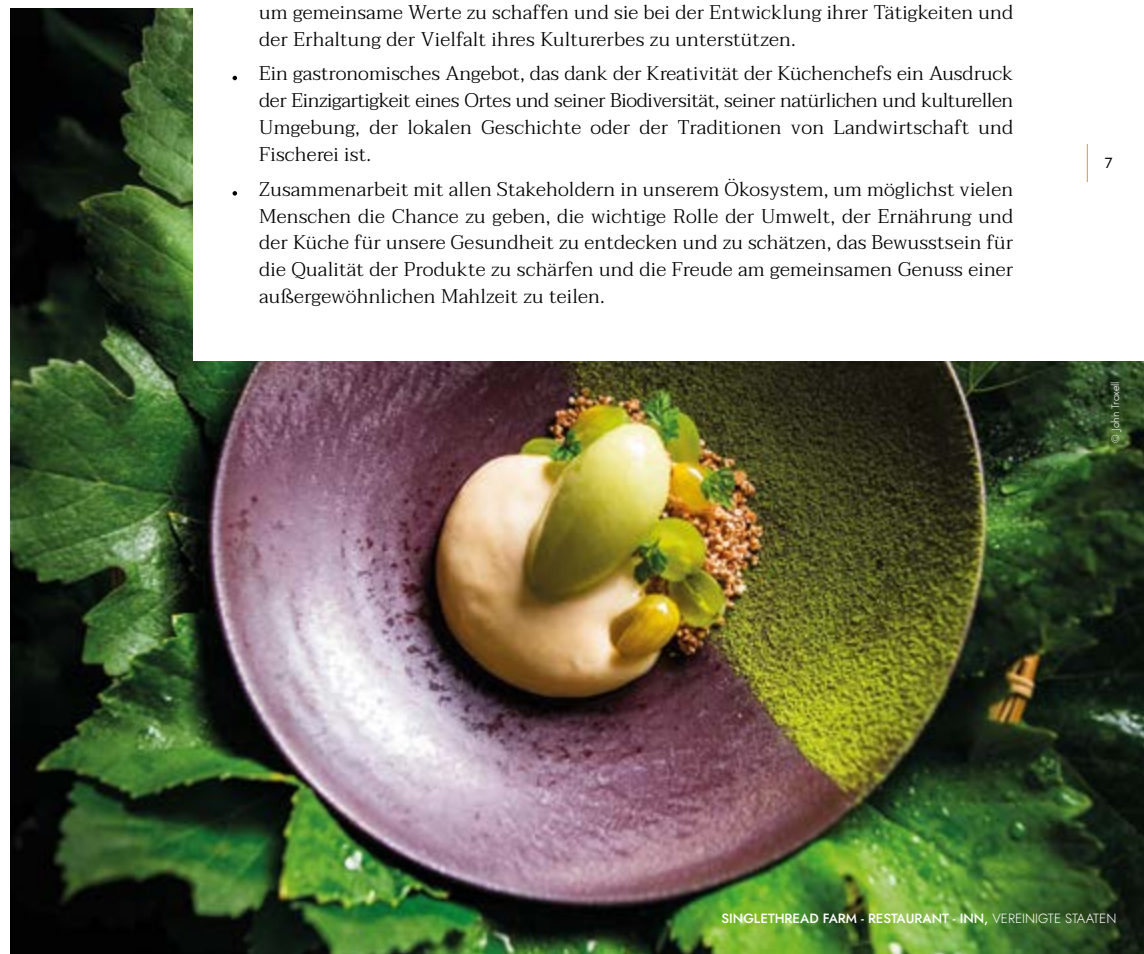 um gemeinsame Werte zu schaffen und sie bei der Entwicklung ihrer Tätigkeiten und
der Erhaltung der Vielfalt ihres Kulturerbes zu unterstützen.
• Ein gastronomisches Angebot, das dank der Kreativität der Küchenchefs ein Ausdruck
der Einzigartigkeit eines Ortes und seiner Biodiversität, seiner natürlichen und kulturellen
Umgebung, der lokalen Geschichte oder der Traditionen von Landwirtschaft und
Fischerei ist.
7
• Zusammenarbeit mit allen Stakeholdern in unserem Ökosystem, um möglichst vielen
Menschen die Chance zu geben, die wichtige Rolle der Umwelt, der Ernährung und
der Küche für unsere Gesundheit zu entdecken und zu schätzen, das Bewusstsein für
die Qualität der Produkte zu schärfen und die Freude am gemeinsamen Genuss einer
außergewöhnlichen Mahlzeit zu teilen.
© John Troxell
SINGLETHREAD FARM - RESTAURANT - INN, VEREINIGTE STAATEN